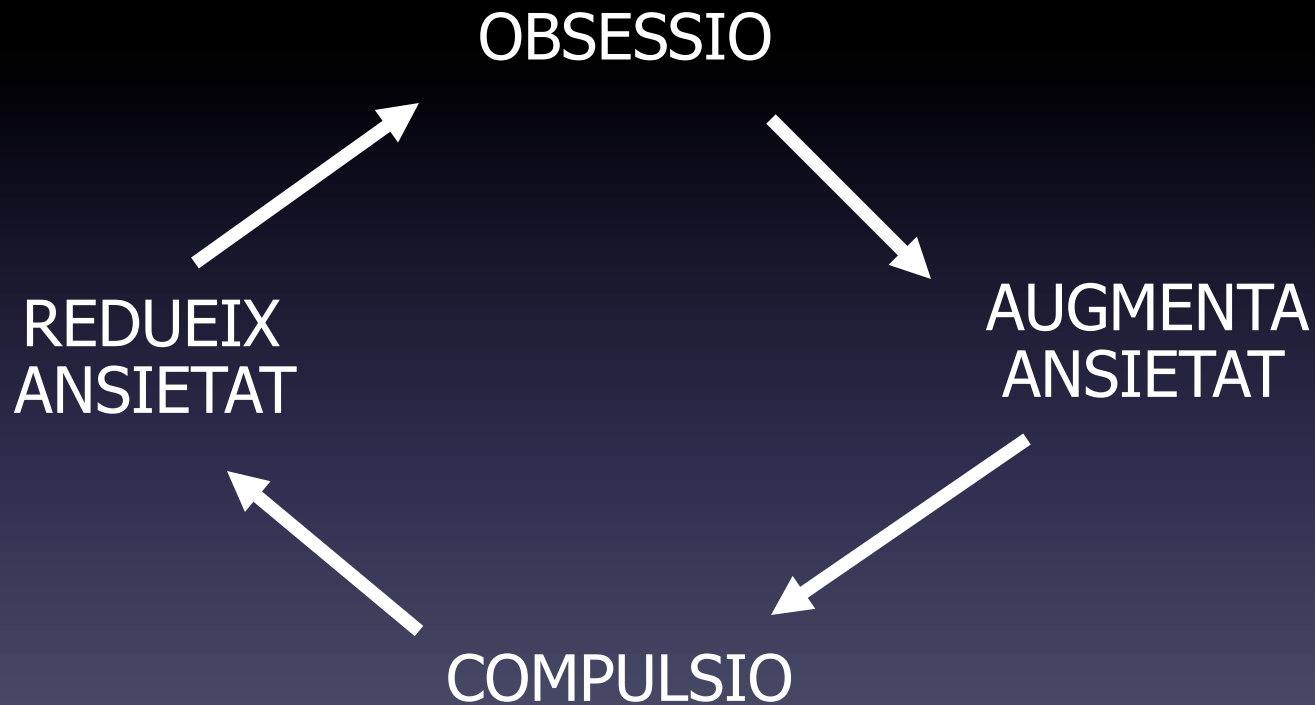 OBSESSIO
AUGMENTA
ANSIETAT
COMPULSIO
REDUEIX
ANSIETAT